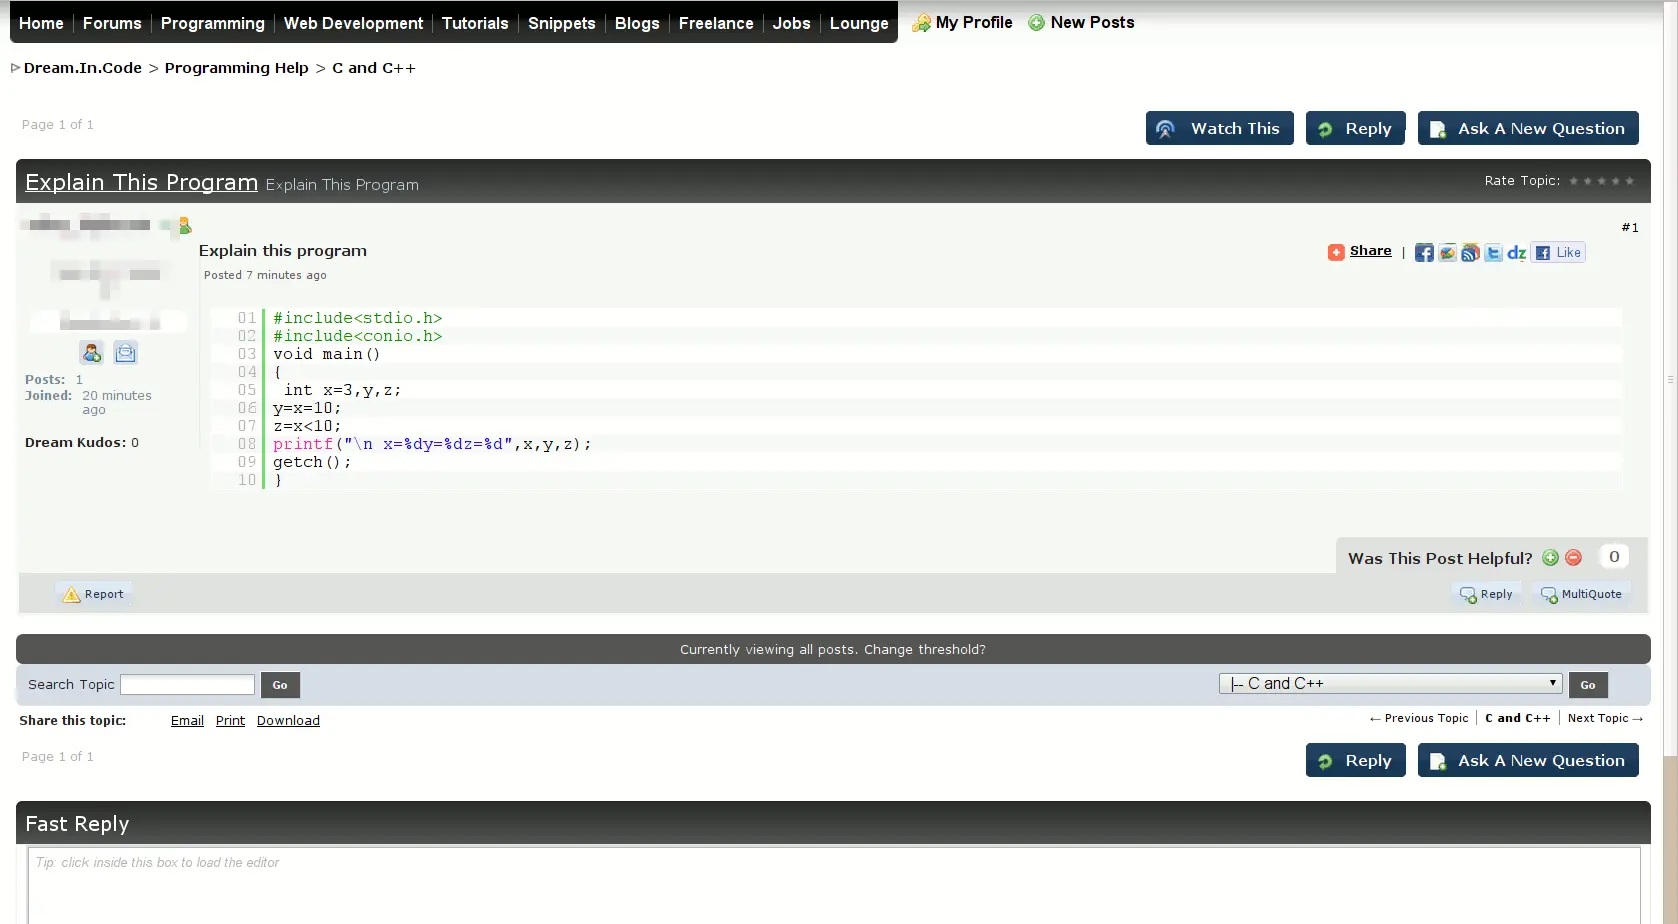 Home Forums Programming Web Development Tutorials Snippets Blogs Freelance Jobs Lounge My Profile New Posts
Dream.In.Code > Programming Help > C and C++
Page 1 of 1
Watch This Reply Ask A New Question
Explain This Program Explain This Program Rate Topic:
#1
Explain this program
Share | dz Like
Posted 7 minutes ago
01 #include<stdio.h>
02 #include<conio.h>
03 void main()
04 {
05 int x=3,y,z;
06 y=x=10;
07 z=x<10;
08 printf("\n x=%dy=%dz=%d",x,y,z);
09 getch();
10 }
Posts: 1
Joined: 20 minutes
ago
Dream Kudos: 0
Was This Post Helpful? 0
Report Reply MultiQuote
Currently viewing all posts. Change threshold?
Search Topic Go |-- C and C++ Go
Share this topic: Email Print Download
← Previous Topic | C and C++ | Next Topic →
Page 1 of 1
Reply Ask A New Question
Fast Reply
Tip: click inside this box to load the editor